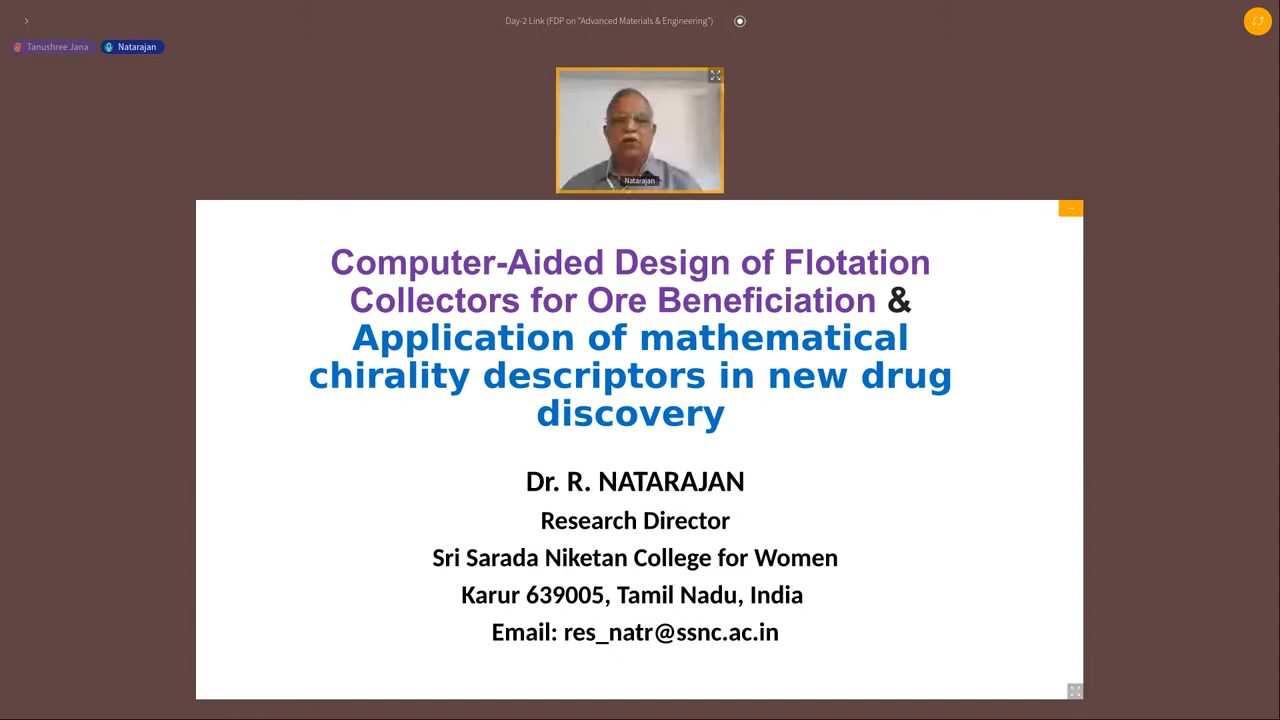 Day-2 Link (FDP on "Advanced Materials & Engineering")
Tanushree Jana
Natarajan
Natarajan
Computer-Aided Design of Flotation
Collectors for Ore Beneficiation &
Application of mathematical
chirality descriptors in new drug
discovery
Dr. R. NATARAJAN
Research Director
Sri Sarada Niketan College for Women
Karur 639005, Tamil Nadu, India
Email: res_natr@ssnc.ac.in